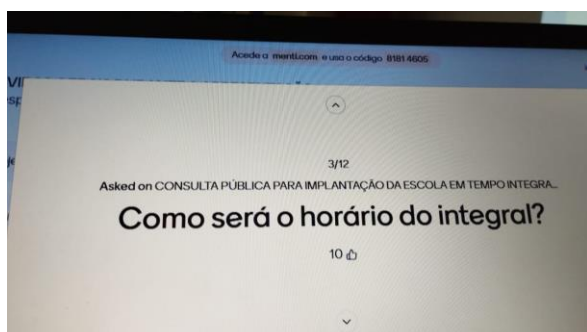 Acede a menti.com e usa o código 8181 4605
3/12
Asked on CONSULTA PÚBLICA PARA IMPLANTAÇÃO DA ESCOLA EM TEMPO INTEGRA...
Como será o horário do integral?
10